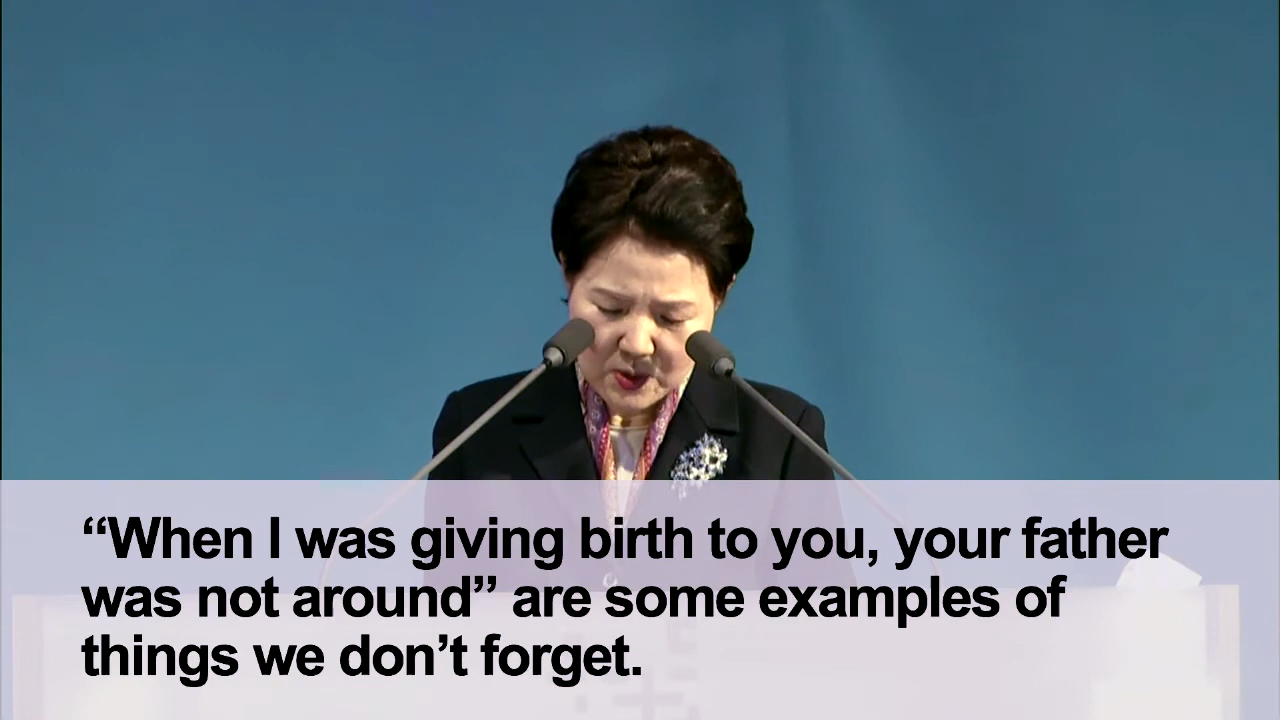 “When I was giving birth to you, your father
was not around” are some examples of
things we don’t forget.